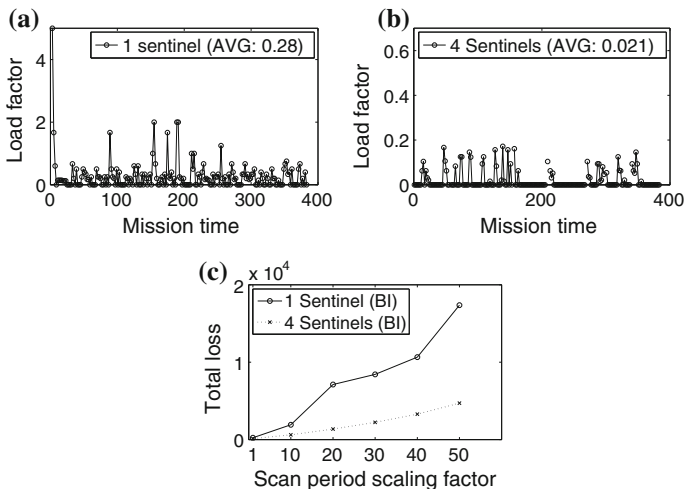 (a)
1 sentinel (AVG: 0.28)
Load factor
4
2
0
0 100 200 300 400
Mission time
(b)
4 Sentinels (AVG: 0.021)
Load factor
0.6
0.4
0.2
0
0 200 400
Mission time
(c)
x 10^4
1 Sentinel (BI)
4 Sentinels (BI)
Total loss
2
1
0
1 10 20 30 40 50
Scan period scaling factor